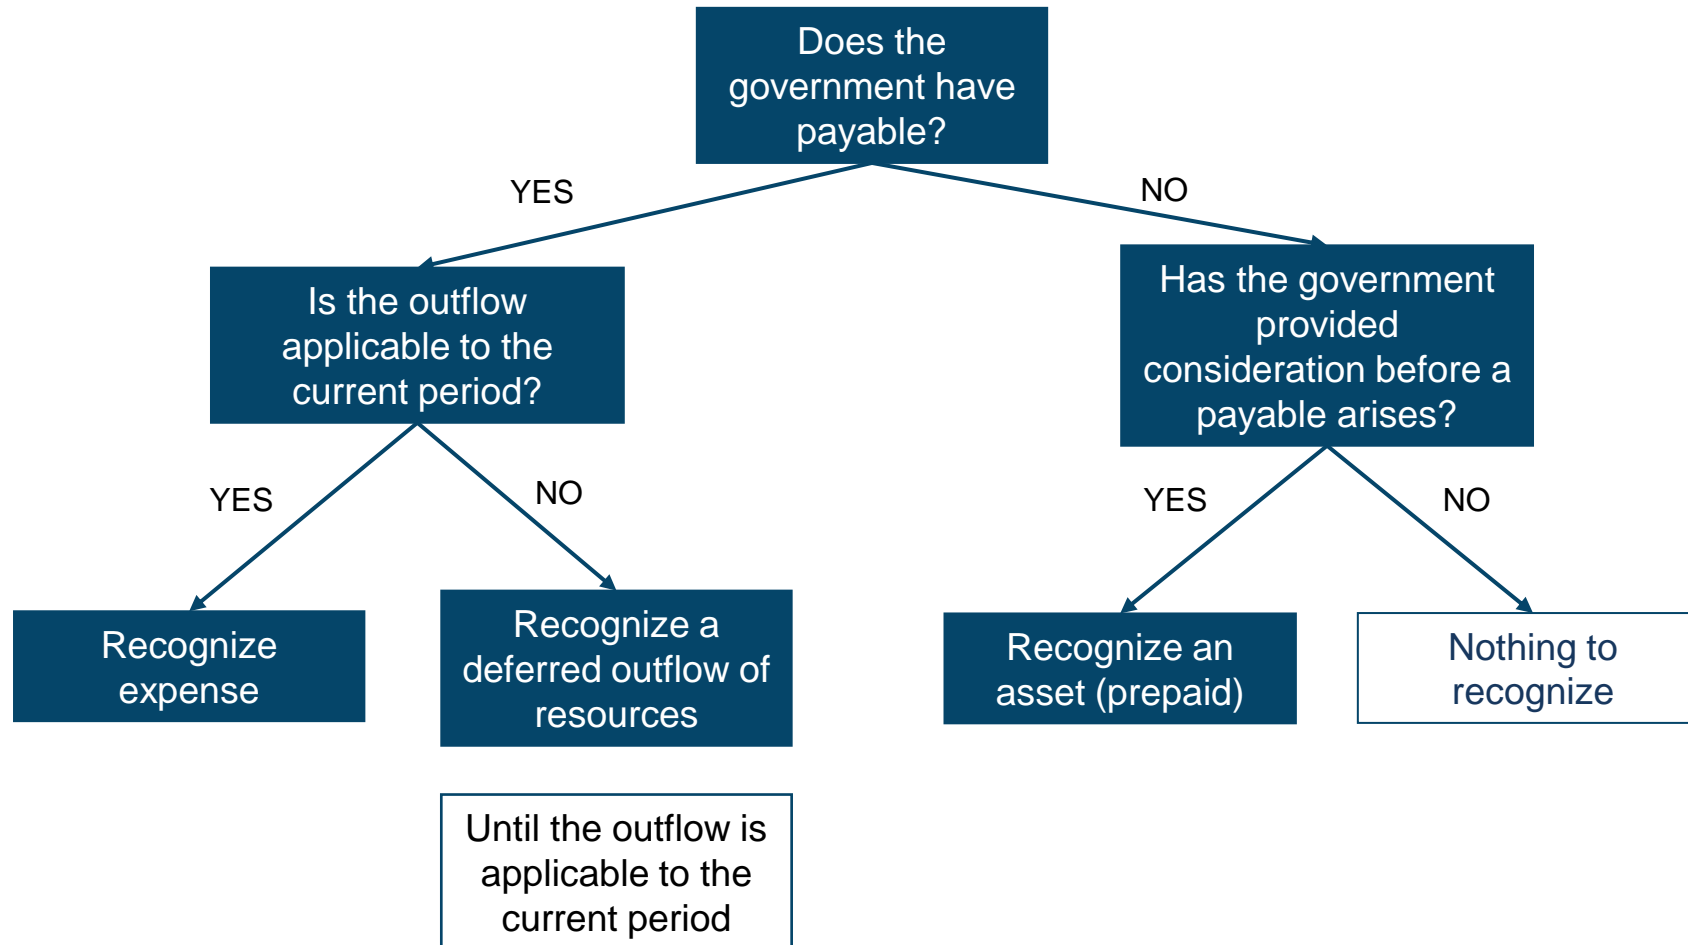 Does the
government have
payable?
YES
NO
Is the outflow
applicable to the
current period?
Has the government
provided
consideration before a
payable arises?
YES
NO
YES
NO
Recognize
expense
Recognize a
deferred outflow of
resources
Recognize an
asset (prepaid)
Nothing to
recognize
Until the outflow is
applicable to the
current period